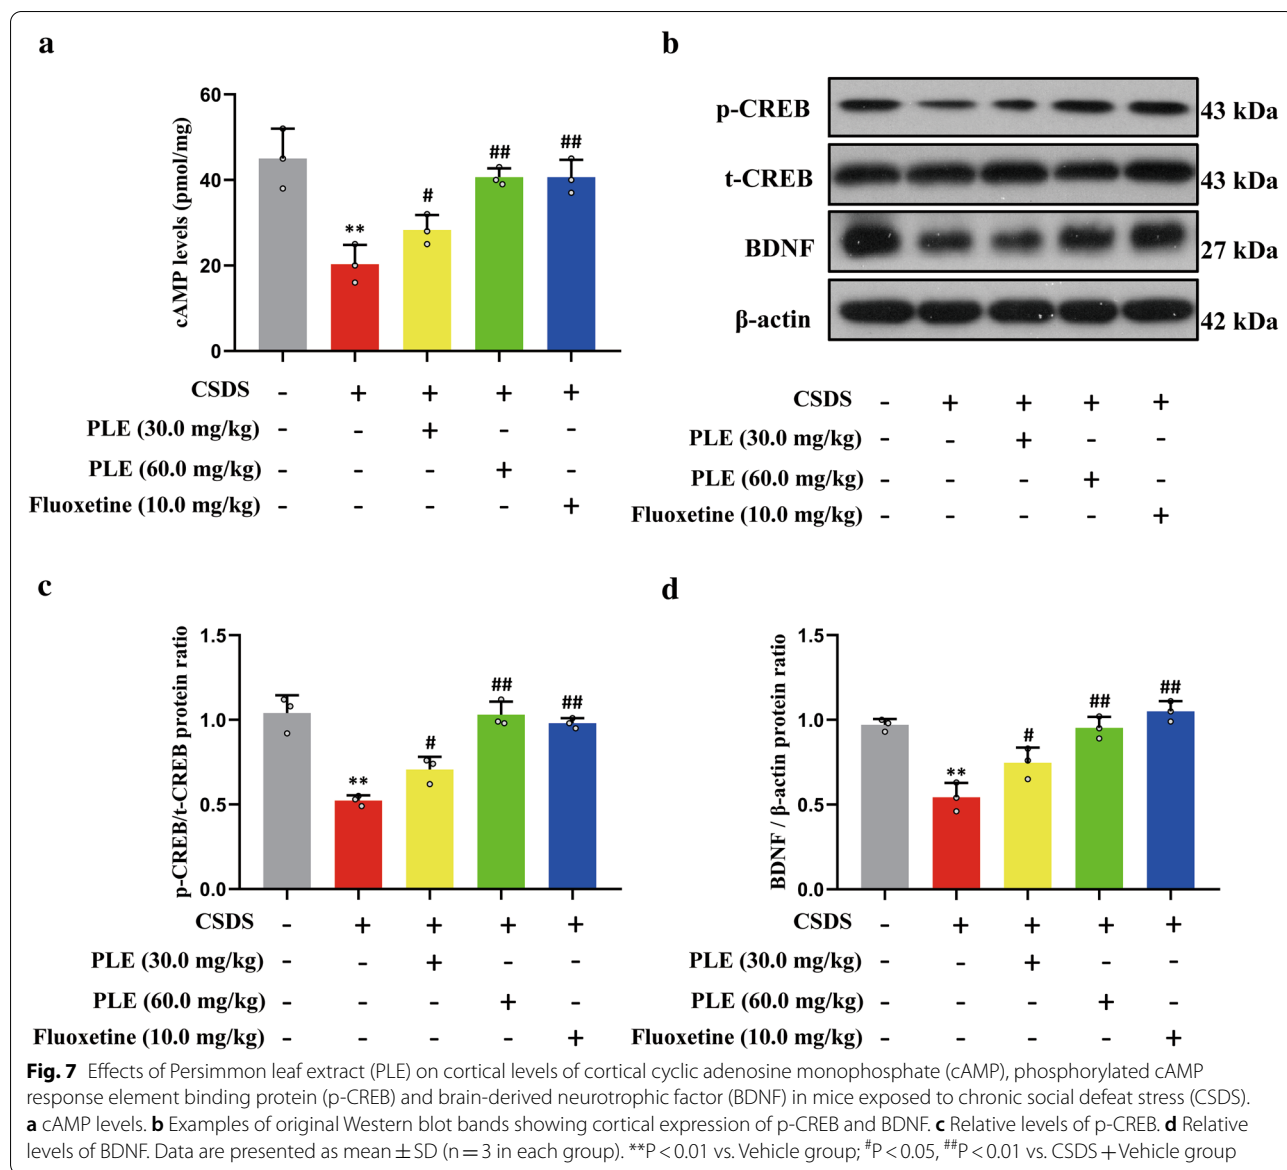 a
cAMP levels (pmol/mg)
60
40
20
0
**
#
##
##
CSDS - + + + +
PLE (30.0 mg/kg) - - + - -
PLE (60.0 mg/kg) - - - + -
Fluoxetine (10.0 mg/kg) - - - - +
b
p-CREB 43 kDa
t-CREB 43 kDa
BDNF 27 kDa
β-actin 42 kDa
CSDS - + + + +
PLE (30.0 mg/kg) - - + - -
PLE (60.0 mg/kg) - - - + -
Fluoxetine (10.0 mg/kg) - - - - +
c
p-CREB/t-CREB protein ratio
1.5
1.0
0.5
0.0
**
#
##
##
CSDS - + + + +
PLE (30.0 mg/kg) - - + - -
PLE (60.0 mg/kg) - - - + -
Fluoxetine (10.0 mg/kg) - - - - +
d
BDNF / β-actin protein ratio
1.5
1.0
0.5
0.0
**
#
##
##
CSDS - + + + +
PLE (30.0 mg/kg) - - + - -
PLE (60.0 mg/kg) - - - + -
Fluoxetine (10.0 mg/kg) - - - - +
Fig. 7 Effects of Persimmon leaf extract (PLE) on cortical levels of cortical cyclic adenosine monophosphate (cAMP), phosphorylated cAMP
response element binding protein (p-CREB) and brain-derived neurotrophic factor (BDNF) in mice exposed to chronic social defeat stress (CSDS).
a cAMP levels. b Examples of original Western blot bands showing cortical expression of p-CREB and BDNF. c Relative levels of p-CREB. d Relative
levels of BDNF. Data are presented as mean ± SD (n = 3 in each group). **P < 0.01 vs. Vehicle group; #P < 0.05, ##P < 0.01 vs. CSDS + Vehicle group